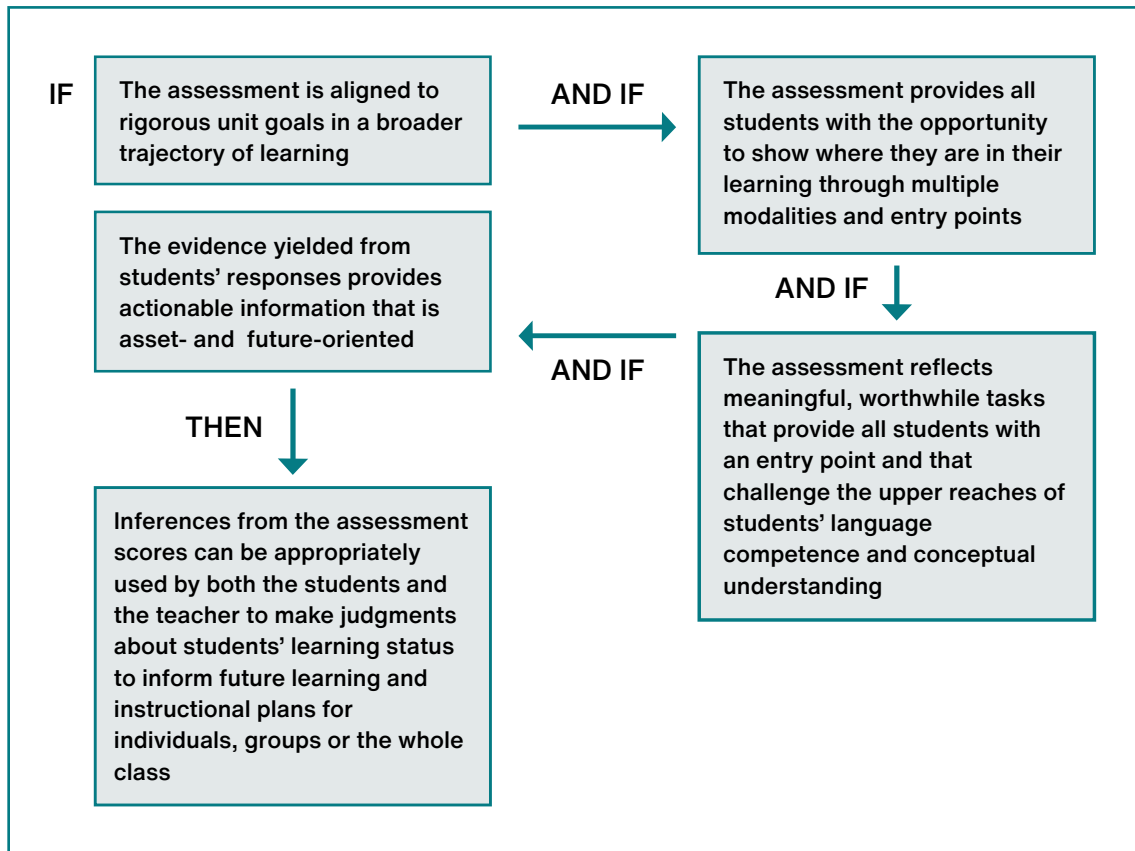 IF
The assessment is aligned to
rigorous unit goals in a broader
trajectory of learning
AND IF
The assessment provides all
students with the opportunity
to show where they are in their
learning through multiple
modalities and entry points
AND IF
The assessment reflects
meaningful, worthwhile tasks
that provide all students with
an entry point and that
challenge the upper reaches of
students’ language
competence and conceptual
understanding
AND IF
The evidence yielded from
students’ responses provides
actionable information that is
asset- and future-oriented
THEN
Inferences from the assessment
scores can be appropriately
used by both the students and
the teacher to make judgments
about students’ learning status
to inform future learning and
instructional plans for
individuals, groups or the whole
class